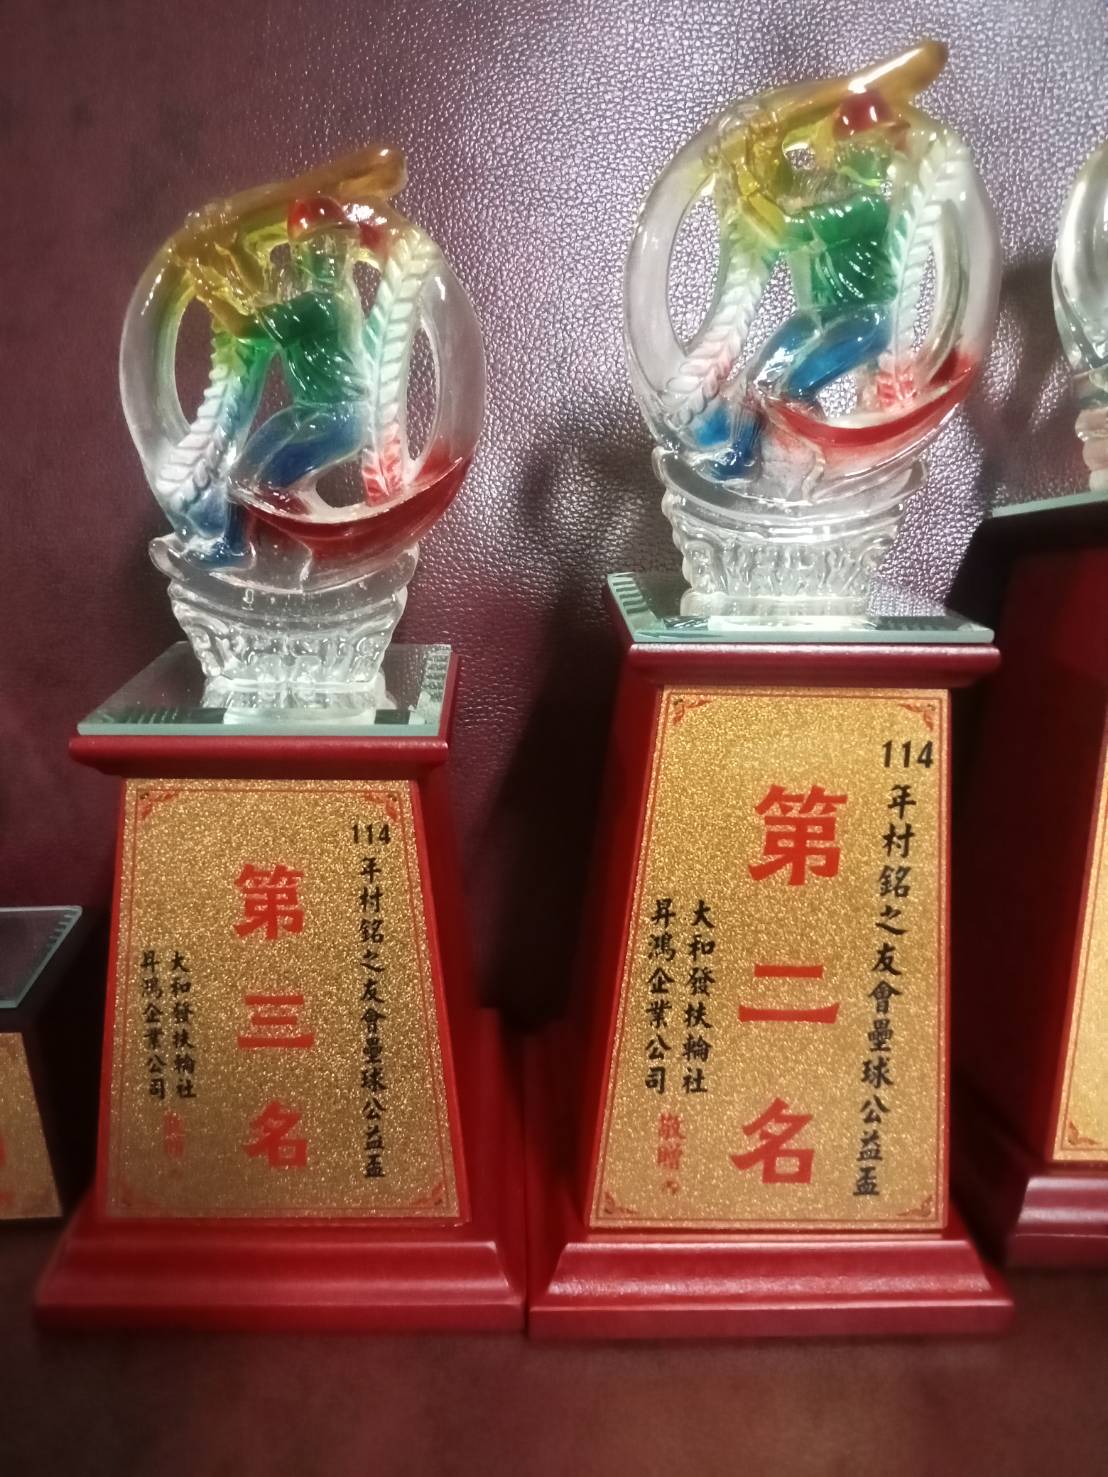 114年村銘之友會壘球公益盃
第三名
大和發扶輪社
昇鴻企業公司
敬贈
114年村銘之友會壘球公益盃
第二名
大和發扶輪社
昇鴻企業公司
敬贈